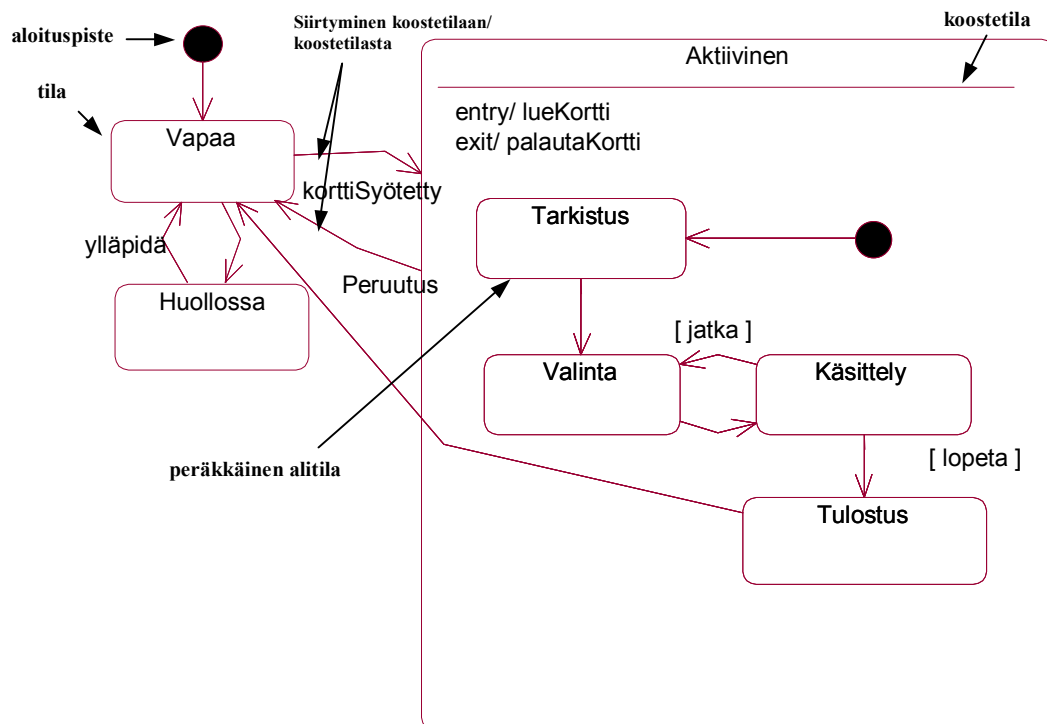 Siirtyminen koostetilaan/
koostetilasta
koostetila
aloituspiste
Aktiivinen
tila
entry/ lueKortti
exit/ palautaKortti
Vapaa
korttiSyötetty
Tarkistus
ylläpidä
Peruutus
Huollossa
[ jatka ]
Valinta
Käsittely
peräkkäinen alitila
[ lopeta ]
Tulostus